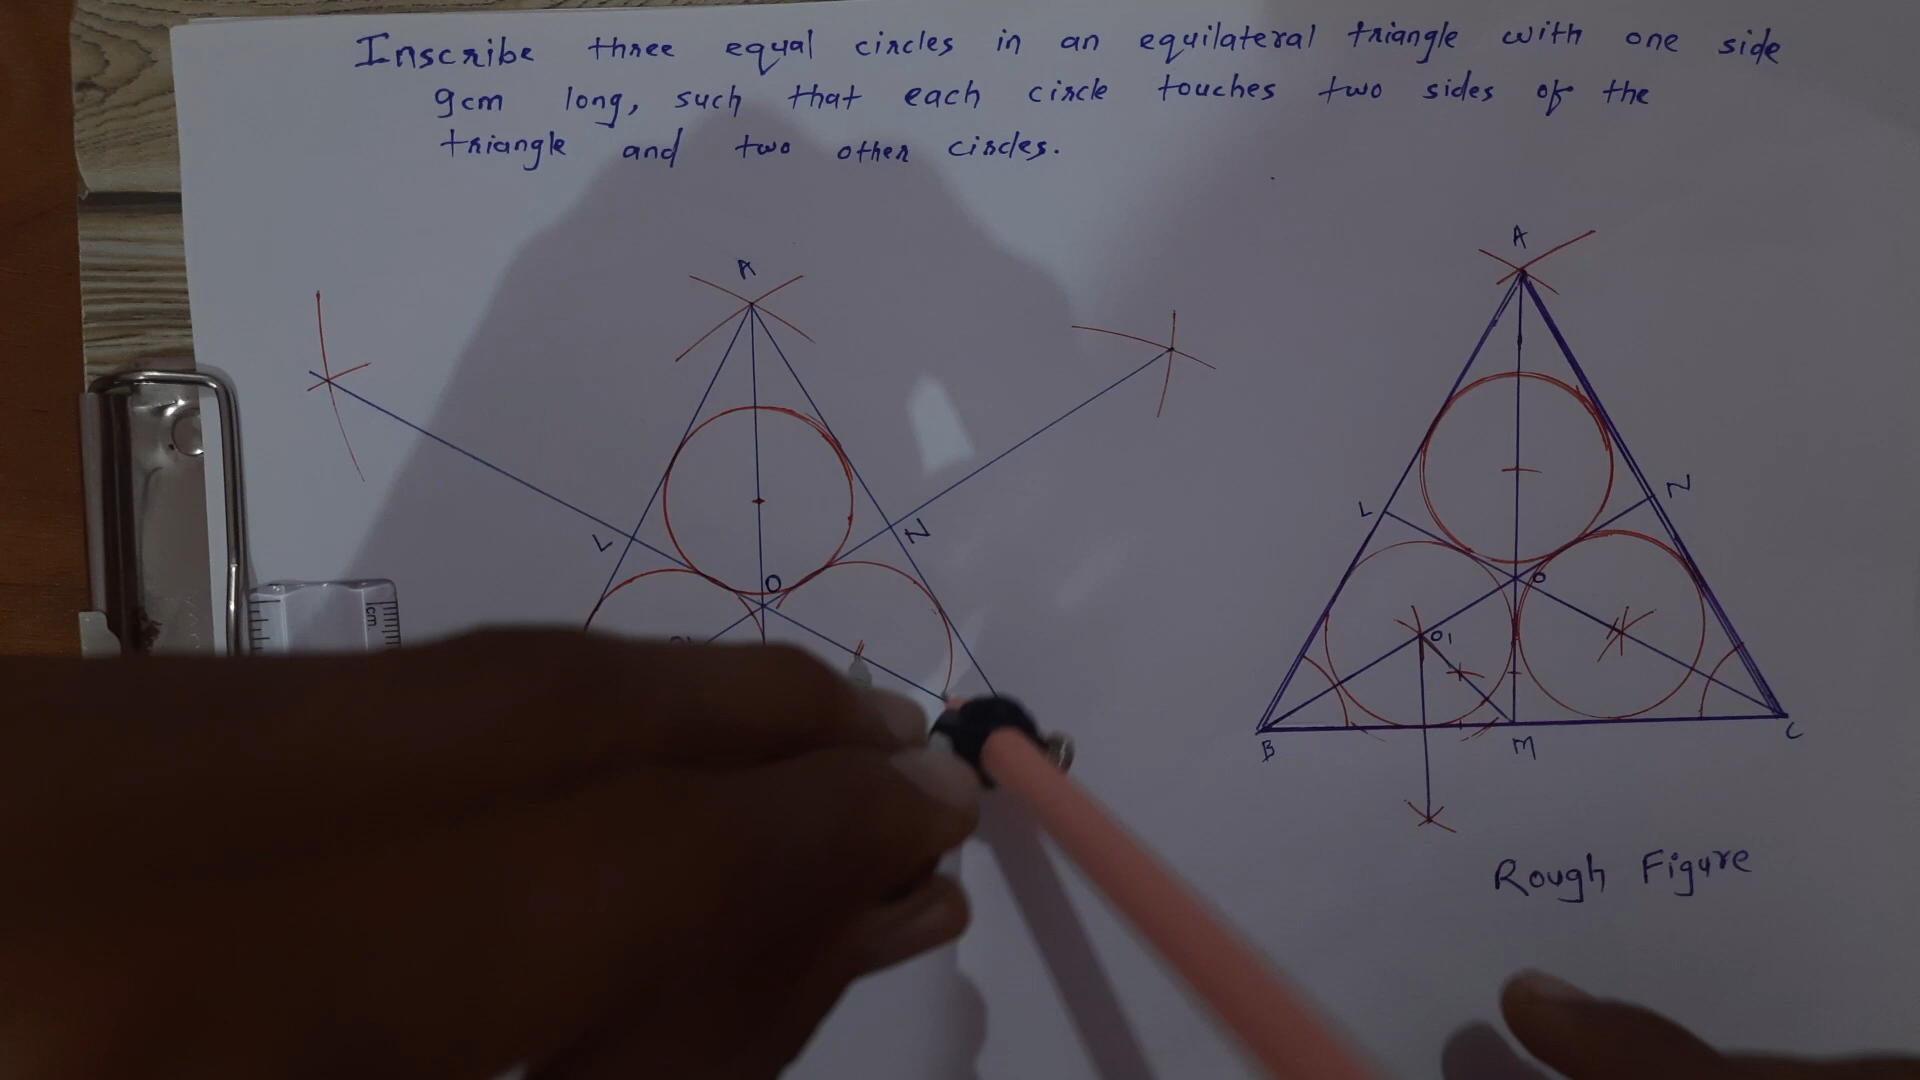 Inscribe three equal circles in an equilateral triangle with one side
9cm long, such that each circle touches two sides of the
triangle and two other circles.
A
A
L
N
L
N
O
O
O1
cm
B
M
C
Rough Figure